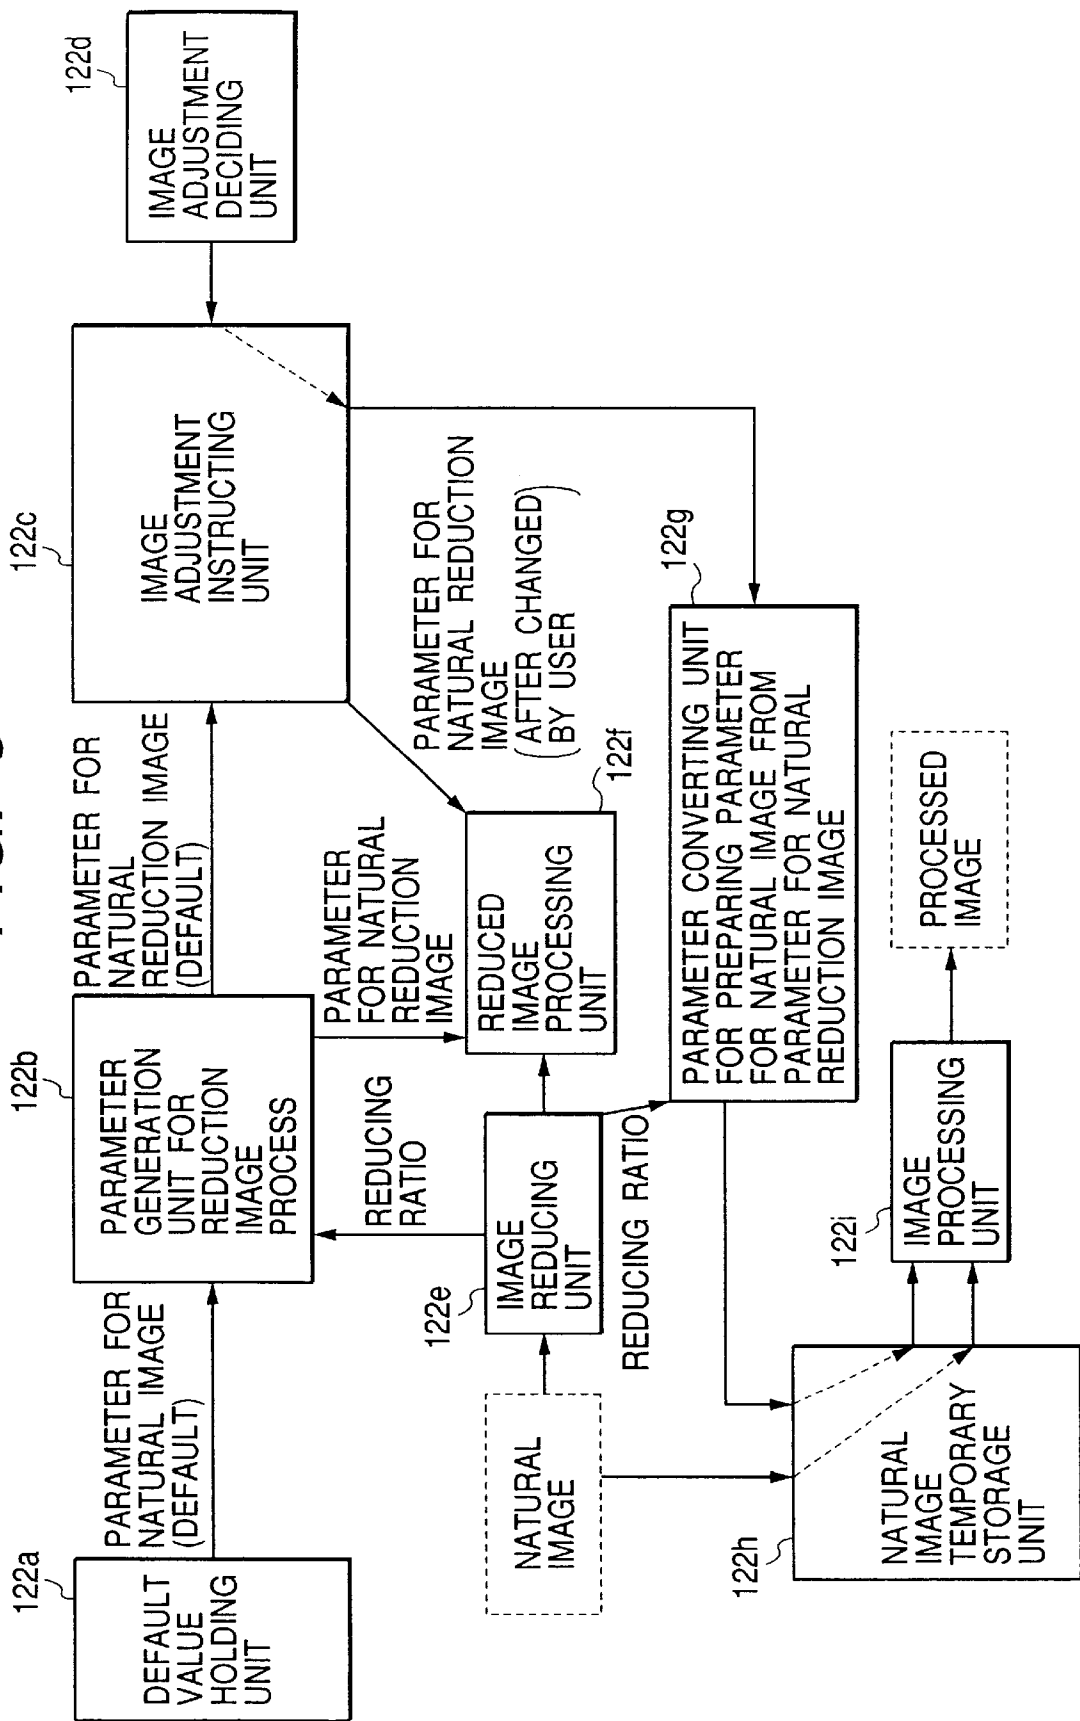 122a
DEFAULT
VALUE
HOLDING
UNIT
PARAMETER FOR
NATURAL IMAGE
(DEFAULT)
122b
PARAMETER
GENERATION
UNIT FOR
REDUCTION
IMAGE
PROCESS
PARAMETER FOR
NATURAL
REDUCTION IMAGE
(DEFAULT)
122c
IMAGE
ADJUSTMENT
INSTRUCTING
UNIT
122d
IMAGE
ADJUSTMENT
DECIDING
UNIT
REDUCING
RATIO
PARAMETER
FOR NATURAL
REDUCTION
IMAGE
PARAMETER FOR
NATURAL REDUCTION
IMAGE
(AFTER CHANGED
BY USER)
NATURAL
IMAGE
122e
IMAGE
REDUCING
UNIT
REDUCED
IMAGE
PROCESSING
UNIT
122f
REDUCING RATIO
122g
PARAMETER CONVERTING UNIT
FOR PREPARING PARAMETER
FOR NATURAL IMAGE FROM
PARAMETER FOR NATURAL
REDUCTION IMAGE
122h
NATURAL
IMAGE
TEMPORARY
STORAGE
UNIT
122i
IMAGE
PROCESSING
UNIT
PROCESSED
IMAGE